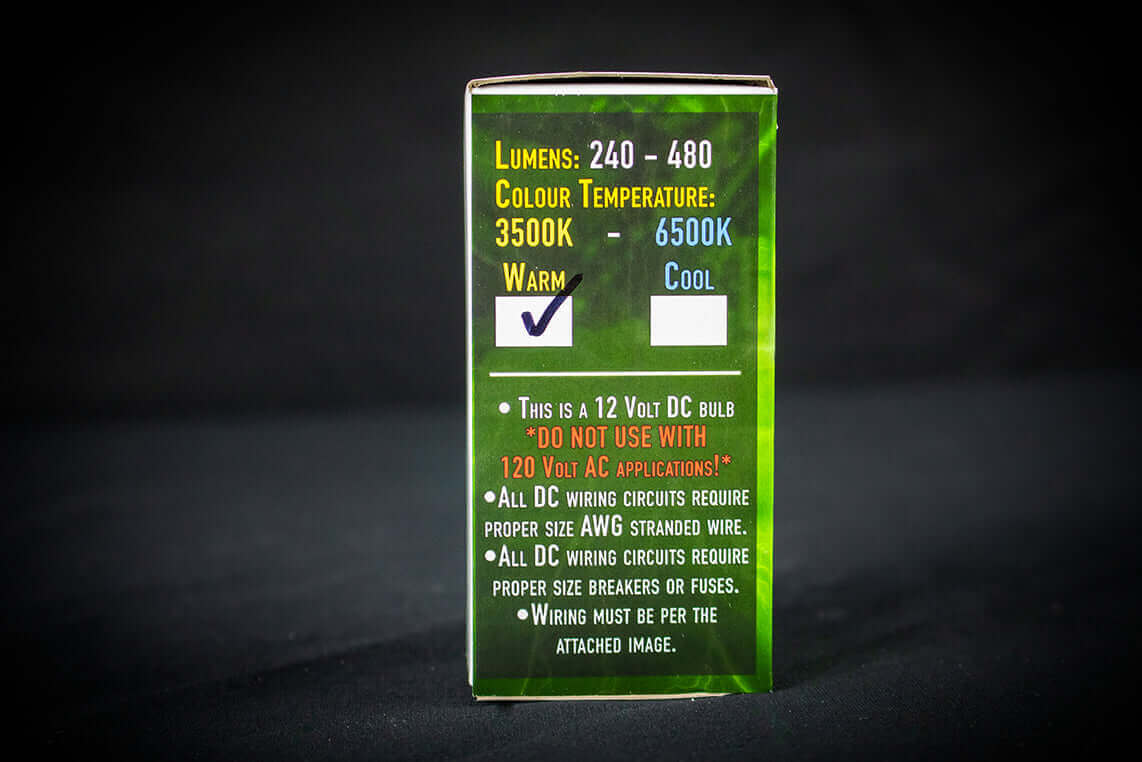 Lumens: 240 - 480
Colour Temperature:
3500K - 6500K
Warm Cool
• This is a 12 Volt DC bulb
*DO NOT USE WITH
120 Volt AC applications!*
•All DC wiring circuits require
proper size AWG stranded wire.
•All DC wiring circuits require
proper size breakers or fuses.
•Wiring must be per the
attached image.